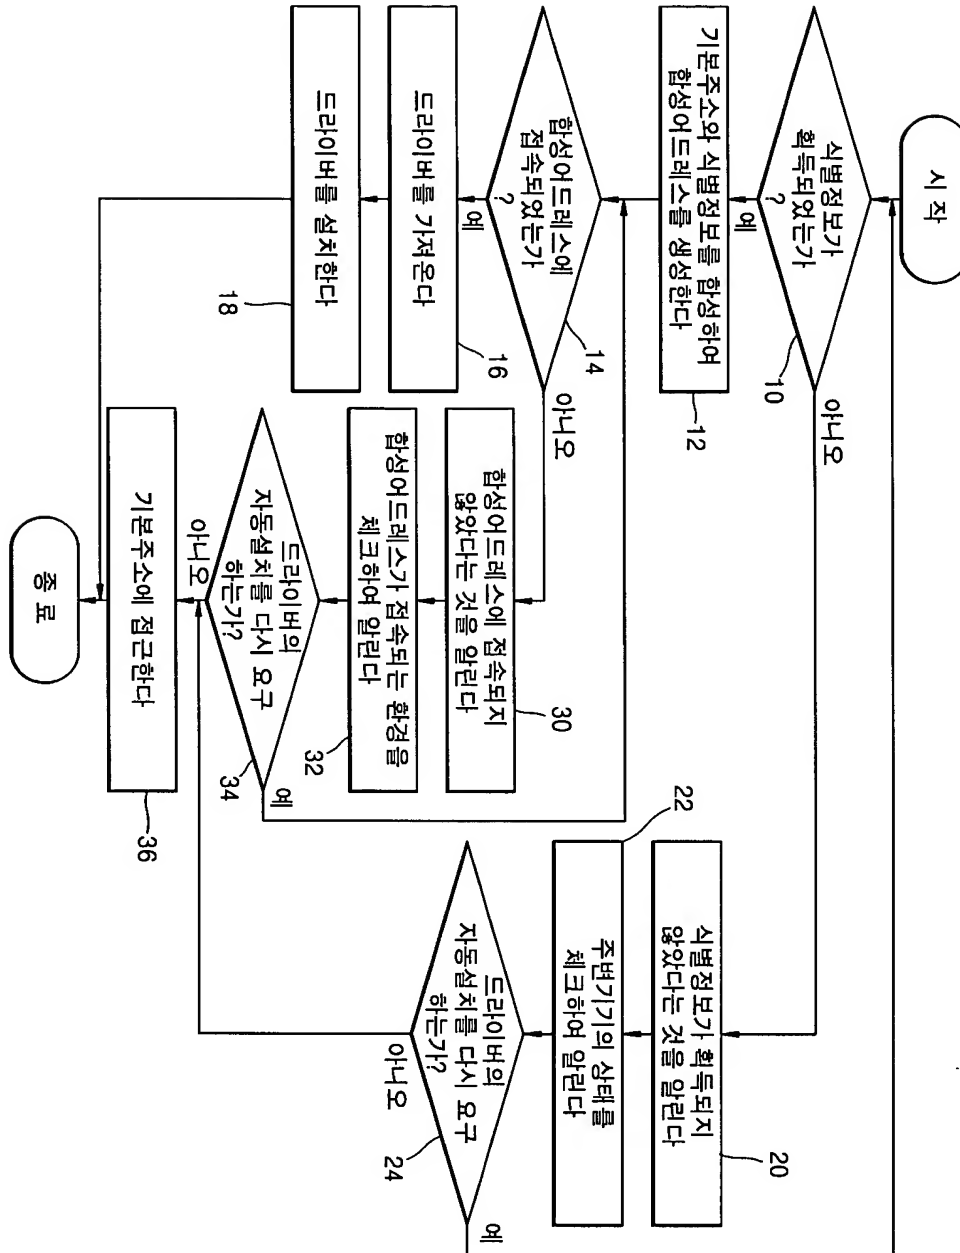 시작
식별정보가
획득되었는가
?
10
예
아니오
기본주소와 식별정보를 합성하여
합성어드레스를 생성한다
12
합성어드레스에
접속되었는가
?
14
예
아니오
드라이버를 가져온다
16
드라이버를 설치한다
18
식별정보가 획득되지
않았다는 것을 알린다
20
주변기기의 상태를
체크하여 알린다
22
드라이버의
자동설치를 다시 요구
하는가?
24
예
아니오
합성어드레스에 접속되지
않았다는 것을 알린다
30
합성어드레스가 접속되는 환경을
체크하여 알린다
32
드라이버의
자동설치를 다시 요구
하는가?
34
예
아니오
기본주소에 접근한다
36
종료